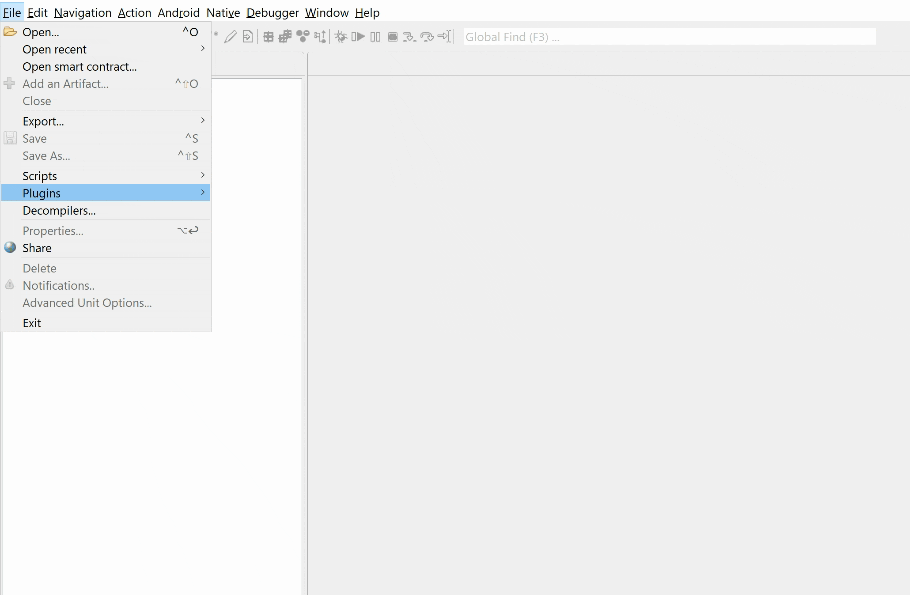 File Edit Navigation Action Android Native Debugger Window Help
Global Find (F3) ...
Open... ^O
Open recent ›
Open smart contract...
Add an Artifact... ^⇧O
Close
Export... ›
Save ^S
Save As... ^⇧S
Scripts ›
Plugins ›
Decompilers...
Properties... ⌥↩
Share
Delete
Notifications..
Advanced Unit Options...
Exit